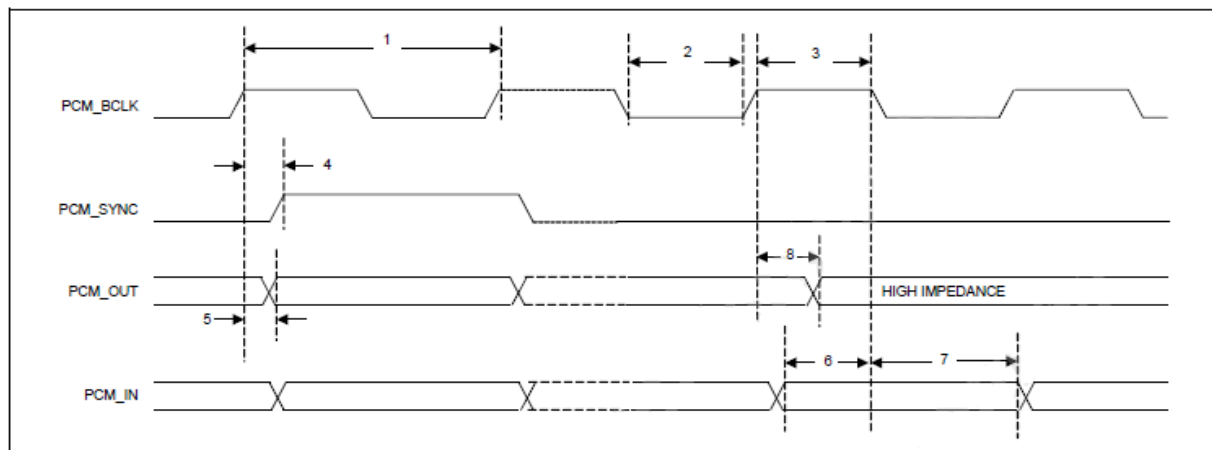 1
2
3
PCM_BCLK
4
PCM_SYNC
8
PCM_OUT
HIGH IMPEDANCE
5
6
7
PCM_IN